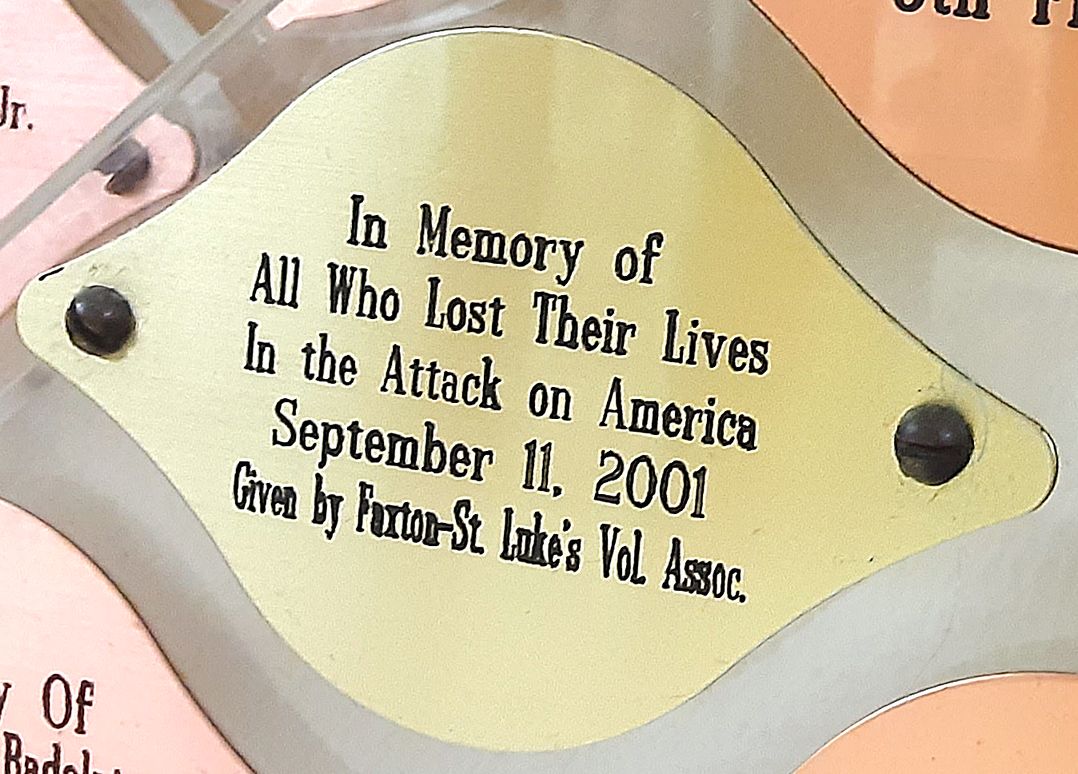 Jr.
In Memory of
All Who Lost Their Lives
In the Attack on America
September 11, 2001
Given by Faxton-St. Luke's Vol. Assoc.
Of